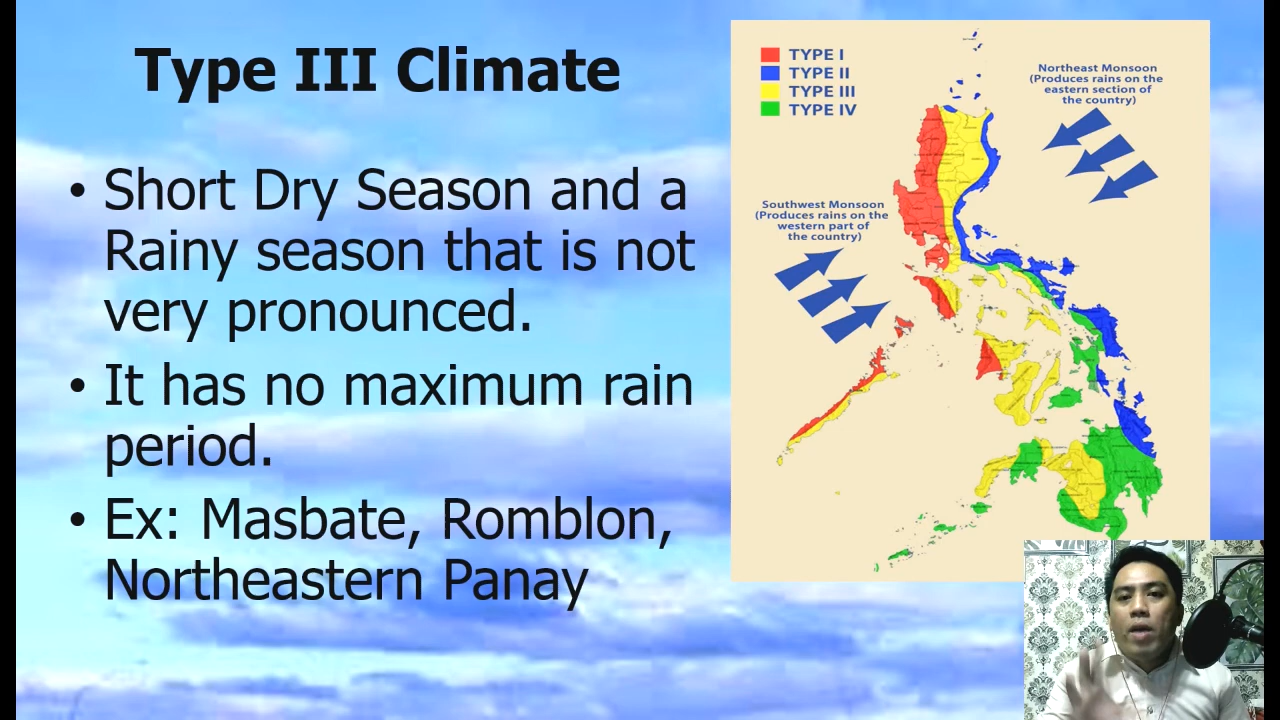 Type III Climate
• Short Dry Season and a
Rainy season that is not
very pronounced.
• It has no maximum rain
period.
• Ex: Masbate, Romblon,
Northeastern Panay
TYPE I
TYPE II
TYPE III
TYPE IV
Northeast Monsoon
(Produces rains on the
eastern section of
the country)
Southwest Monsoon
(Produces rains on the
western part of
the country)